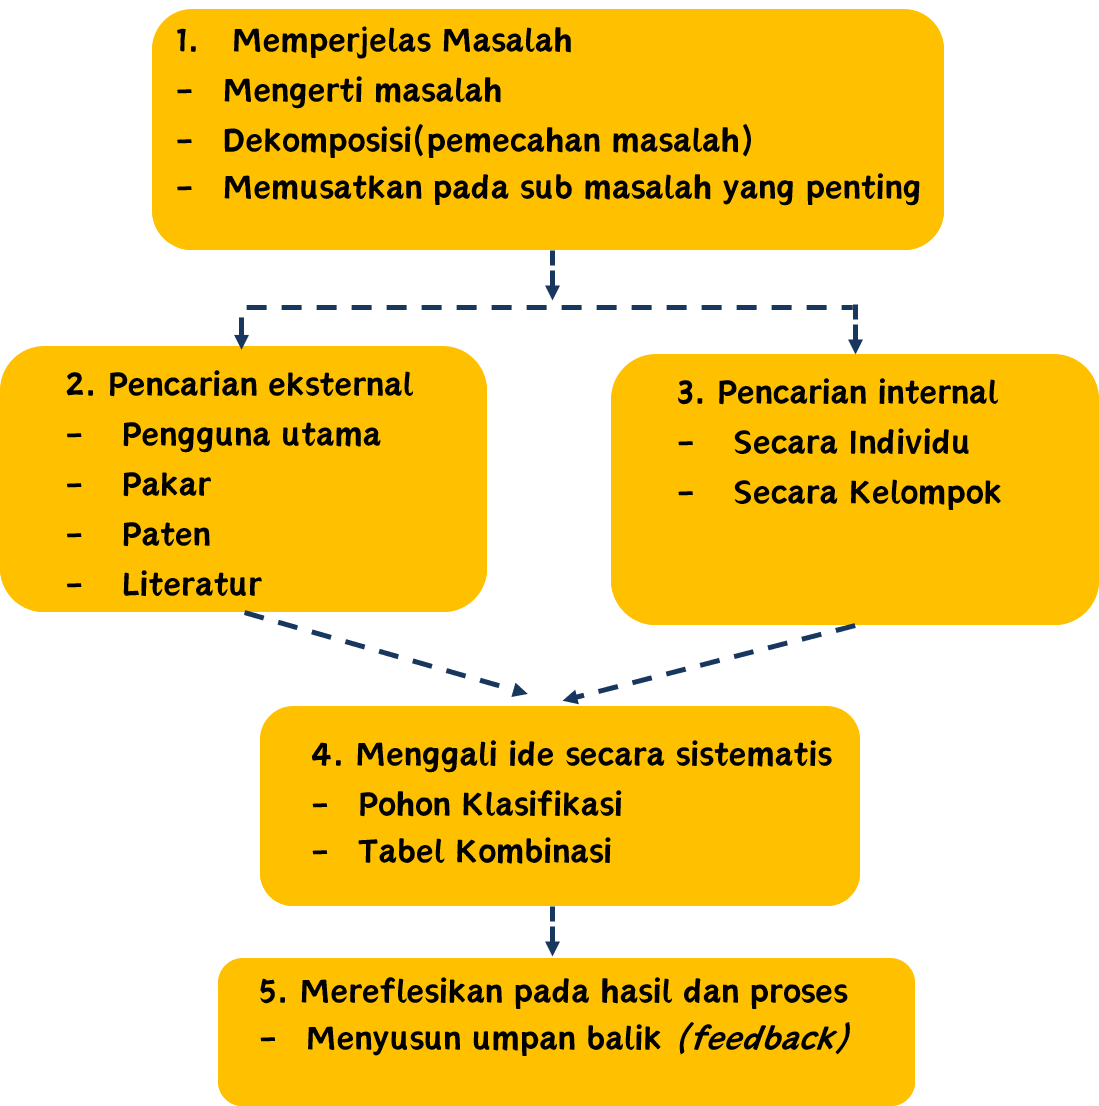 1. Memperjelas Masalah
- Mengerti masalah
- Dekomposisi(pemecahan masalah)
- Memusatkan pada sub masalah yang penting
2. Pencarian eksternal
- Pengguna utama
- Pakar
- Paten
- Literatur
3. Pencarian internal
- Secara Individu
- Secara Kelompok
4. Menggali ide secara sistematis
- Pohon Klasifikasi
- Tabel Kombinasi
5. Mereflesikan pada hasil dan proses
- Menyusun umpan balik (feedback)